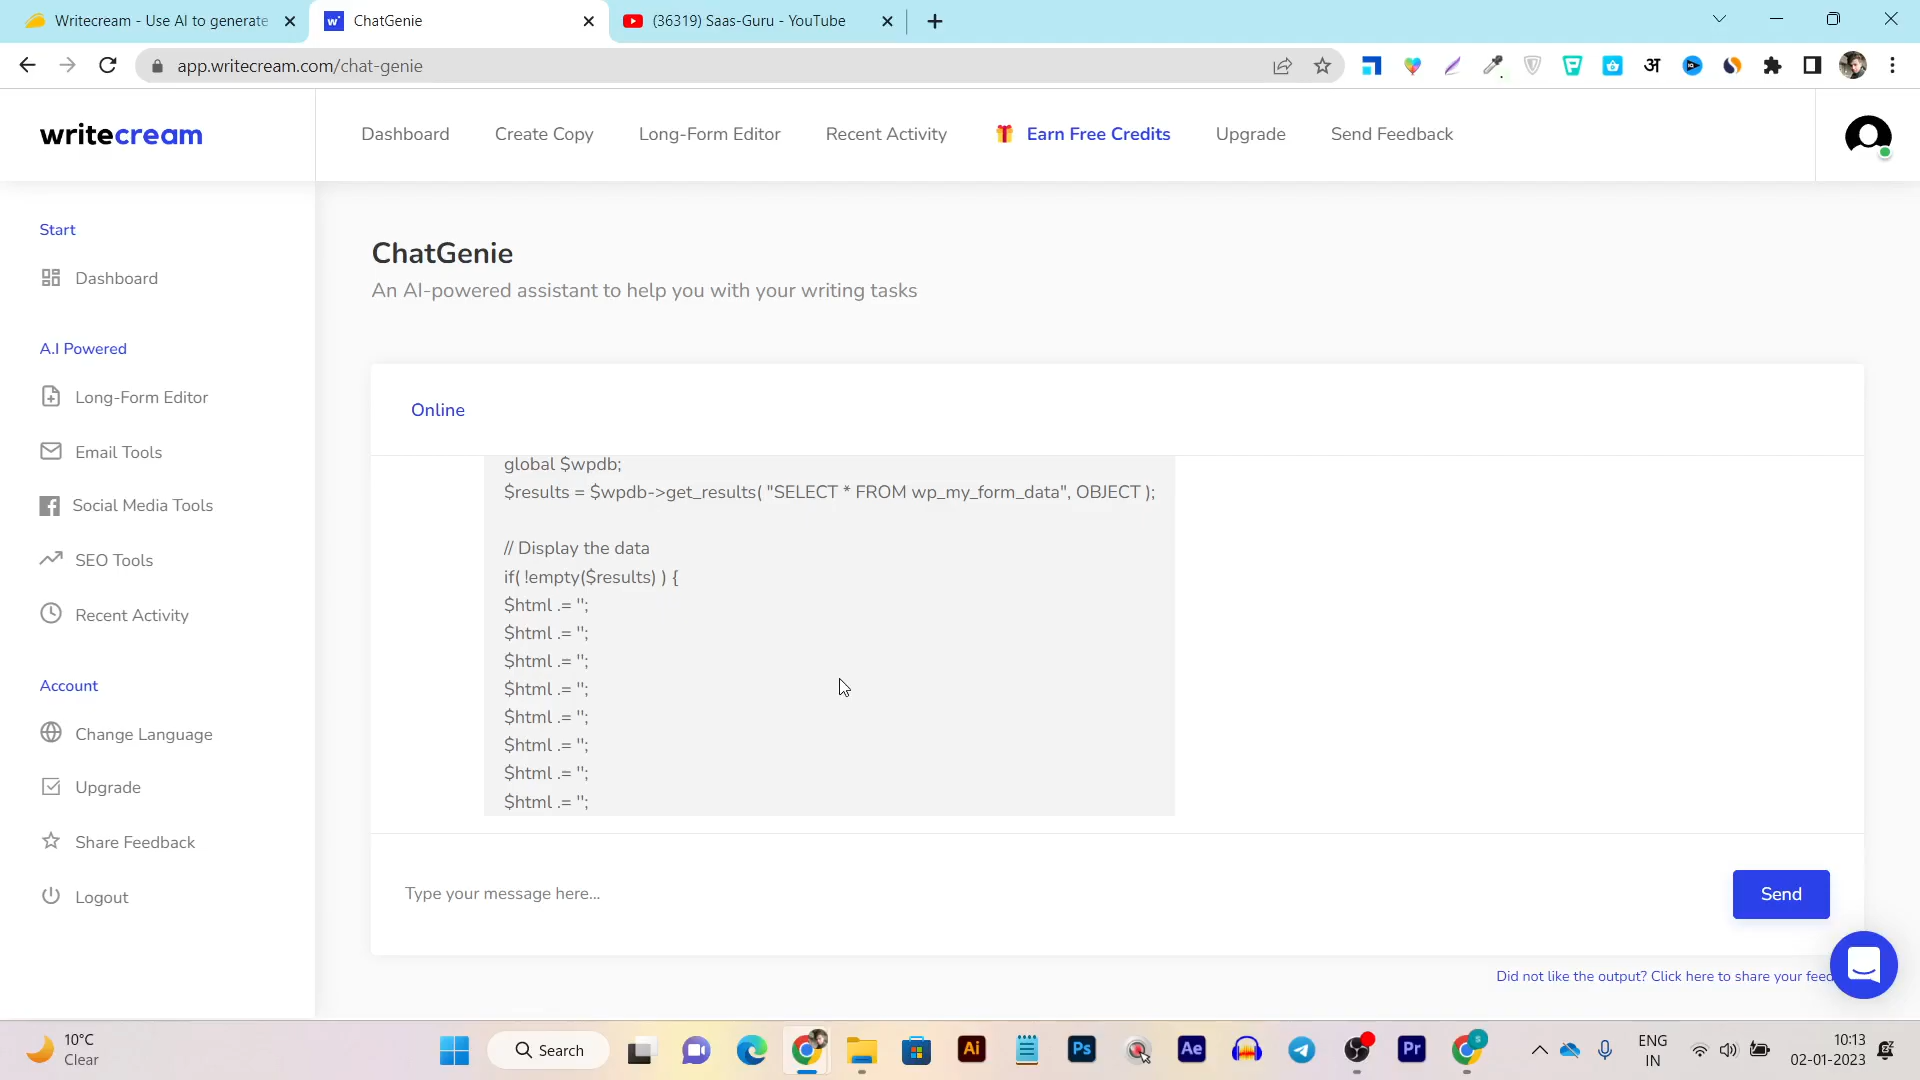 Writecream - Use AI to generate
ChatGenie
(36319) Saas-Guru - YouTube
app.writecream.com/chat-genie
writecream
Dashboard
Create Copy
Long-Form Editor
Recent Activity
Earn Free Credits
Upgrade
Send Feedback
Start
Dashboard
A.I Powered
Long-Form Editor
Email Tools
Social Media Tools
SEO Tools
Recent Activity
Account
Change Language
Upgrade
Share Feedback
Logout
ChatGenie
An AI-powered assistant to help you with your writing tasks
Online
global $wpdb;
$results = $wpdb->get_results( "SELECT * FROM wp_my_form_data", OBJECT );
// Display the data
if( !empty($results) ) {
$html .= '';
$html .= '';
$html .= '';
$html .= '';
$html .= '';
$html .= '';
$html .= '';
$html .= '';
Type your message here...
Send
Did not like the output? Click here to share your feed
10°C
Clear
Search
Ai
Ps
Ae
Pr
ENG
IN
10:13
02-01-2023